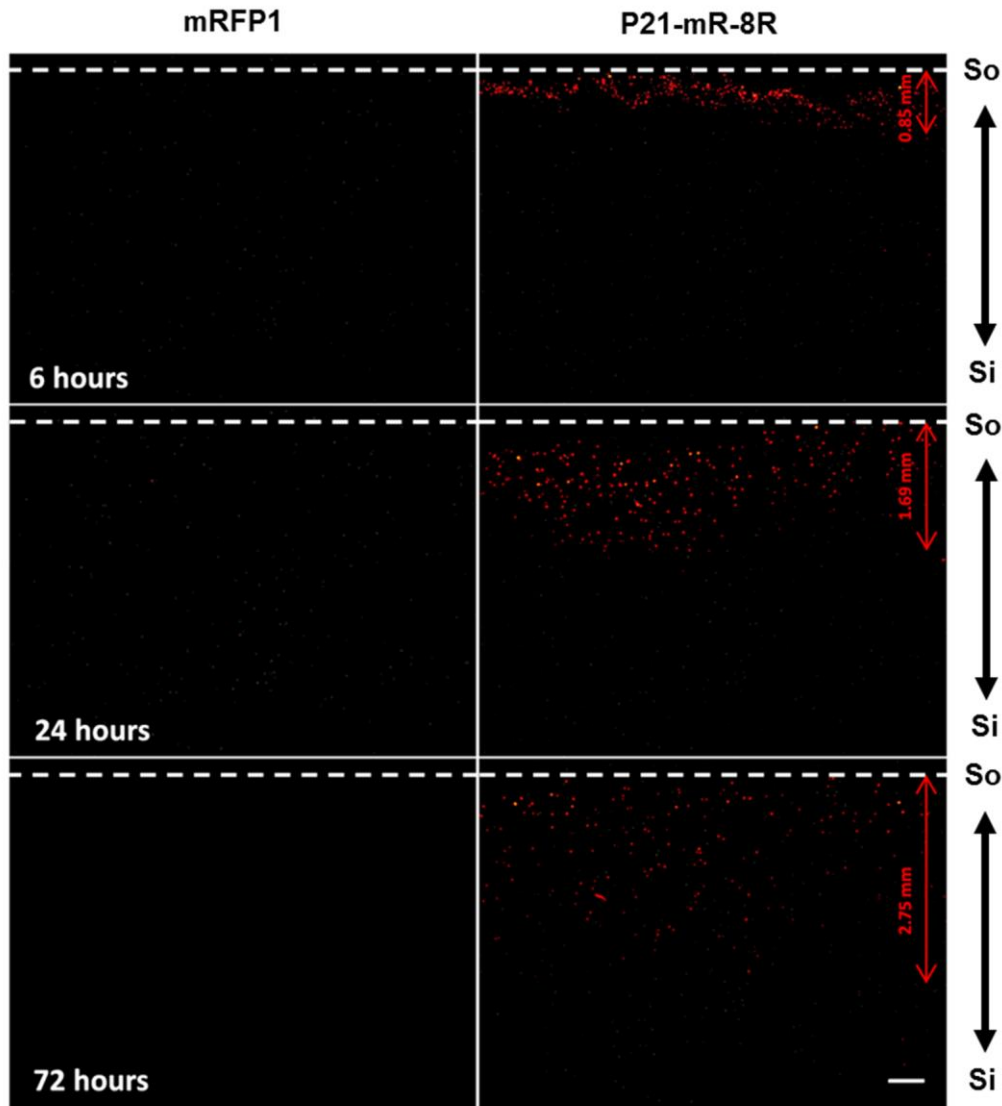 mRFP1
P21-mR-8R
So
0.85 mm
6 hours
Si
So
1.69 mm
24 hours
Si
So
2.75 mm
72 hours
Si